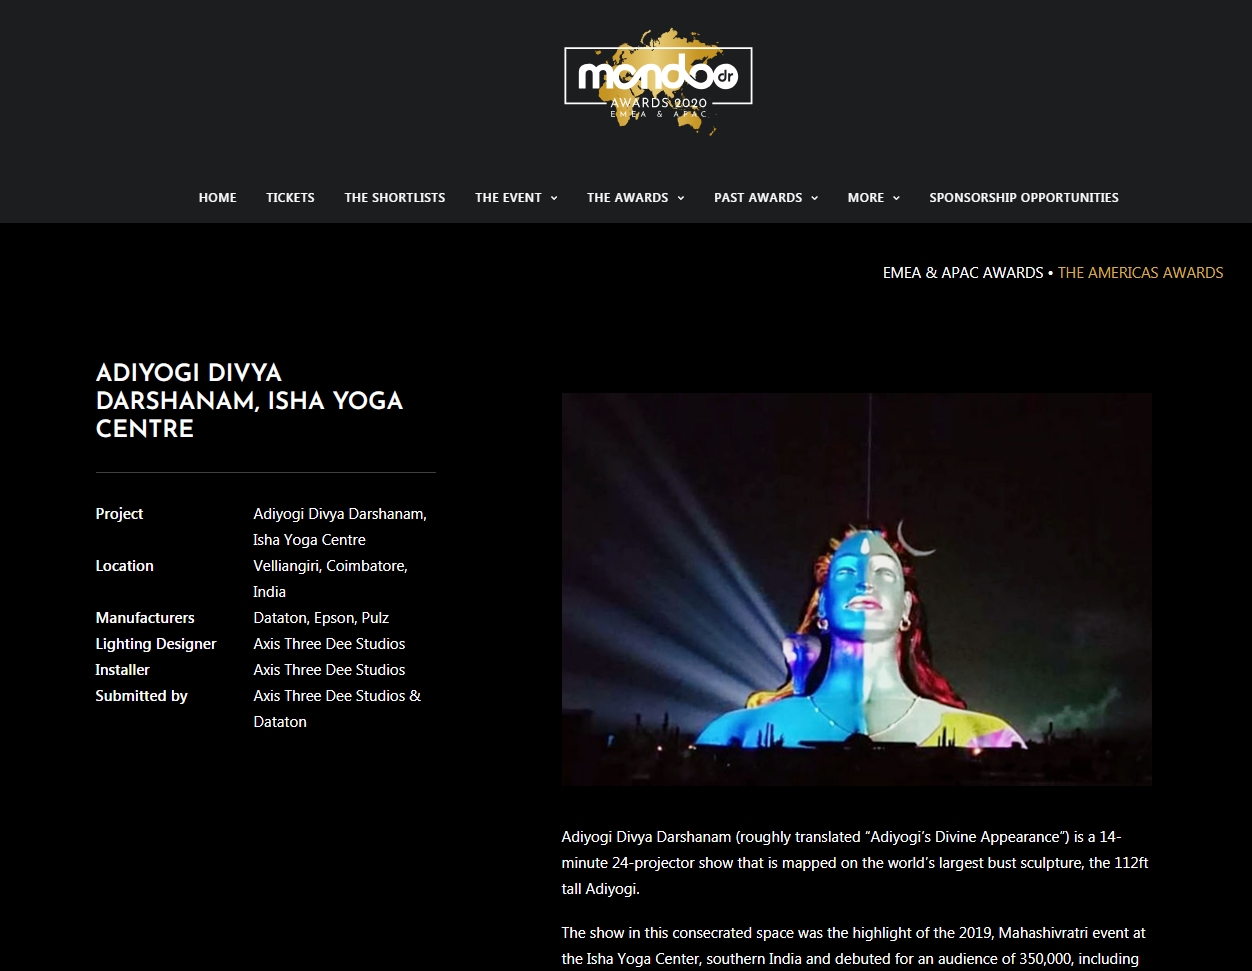 mondo dr
AWARDS 2020
EMEA & APAC
HOME TICKETS THE SHORTLISTS THE EVENT THE AWARDS PAST AWARDS MORE SPONSORSHIP OPPORTUNITIES
EMEA & APAC AWARDS • THE AMERICAS AWARDS
ADIYOGI DIVYA
DARSHANAM, ISHA YOGA
CENTRE
Project Adiyogi Divya Darshanam,
Isha Yoga Centre
Location Velliangiri, Coimbatore,
India
Manufacturers Dataton, Epson, Pulz
Lighting Designer Axis Three Dee Studios
Installer Axis Three Dee Studios
Submitted by Axis Three Dee Studios &
Dataton
Adiyogi Divya Darshanam (roughly translated “Adiyogi’s Divine Appearance”) is a 14-
minute 24-projector show that is mapped on the world’s largest bust sculpture, the 112ft
tall Adiyogi.
The show in this consecrated space was the highlight of the 2019, Mahashivratri event at
the Isha Yoga Center, southern India and debuted for an audience of 350,000, including